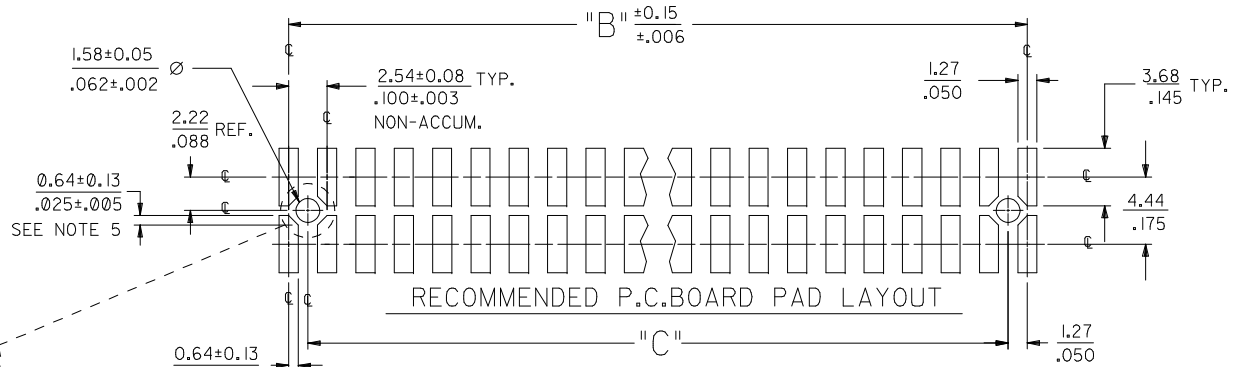 "B" ±0.15
±.006
1.58±0.05
.062±.002 Ø
2.54±0.08 TYP.
.100±.003
NON-ACCUM.
1.27
.050
3.68 TYP.
.145
2.22 REF.
.088
0.64±0.13
.025±.005
SEE NOTE 5
4.44
.175
RECOMMENDED P.C.BOARD PAD LAYOUT
"C"
1.27
.050
0.64±0.13